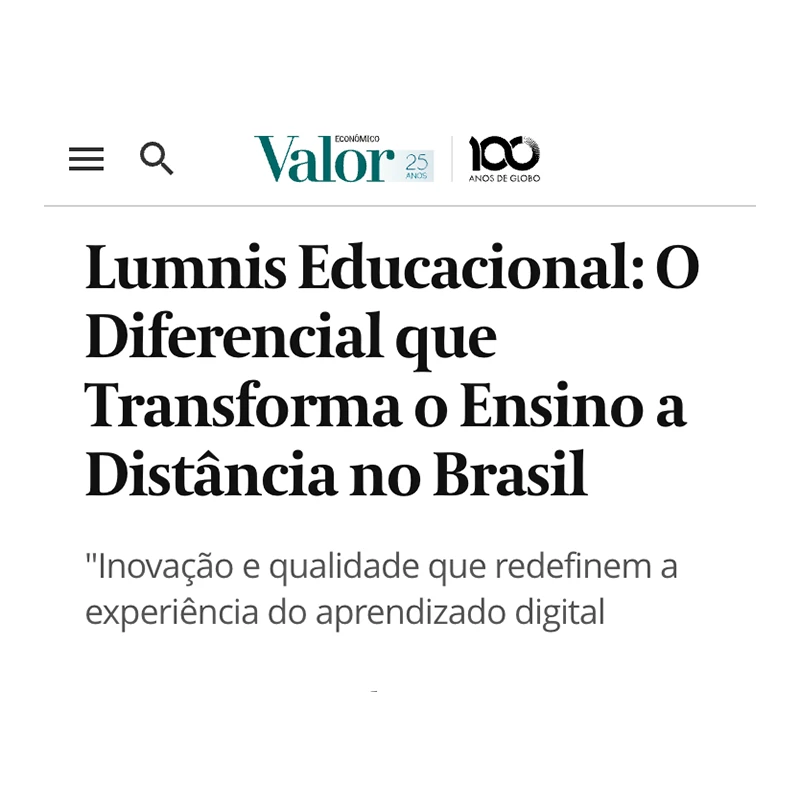 ECONÔMICO
Valor 25 ANOS
100
ANOS DE GLOBO
Lumnis Educacional: O
Diferencial que
Transforma o Ensino a
Distância no Brasil
"Inovação e qualidade que redefinem a
experiência do aprendizado digital